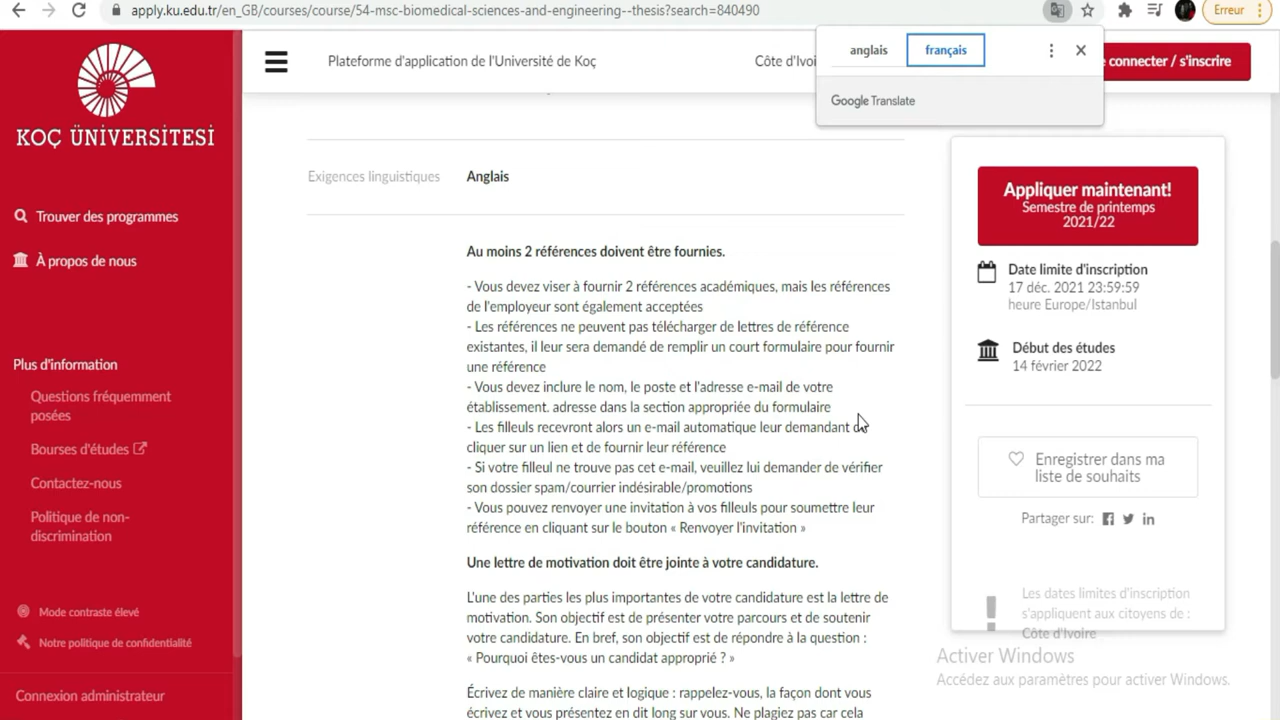 apply.ku.edu.tr/en_GB/courses/course/54-msc-biomedical-sciences-and-engineering--thesis?search=840490
Erreur
anglais
français
Google Translate
KOÇ ÜNİVERSİTESİ
Trouver des programmes
À propos de nous
Plus d'information
Questions fréquemment
posées
Bourses d'études
Contactez-nous
Politique de non-
discrimination
Mode contraste élevé
Notre politique de confidentialité
Connexion administrateur
Plateforme d'application de l'Université de Koç
Côte d'Ivoi
connecter / s'inscrire
Exigences linguistiques
Anglais
Au moins 2 références doivent être fournies.
- Vous devez viser à fournir 2 références académiques, mais les références
de l'employeur sont également acceptées
- Les références ne peuvent pas télécharger de lettres de référence
existantes, il leur sera demandé de remplir un court formulaire pour fournir
une référence
- Vous devez inclure le nom, le poste et l'adresse e-mail de votre
établissement. adresse dans la section appropriée du formulaire
- Les filleuls recevront alors un e-mail automatique leur demandant
cliquer sur un lien et de fournir leur référence
- Si votre filleul ne trouve pas cet e-mail, veuillez lui demander de vérifier
son dossier spam/courrier indésirable/promotions
- Vous pouvez renvoyer une invitation à vos filleuls pour soumettre leur
référence en cliquant sur le bouton « Renvoyer l'invitation »
Une lettre de motivation doit être jointe à votre candidature.
L'une des parties les plus importantes de votre candidature est la lettre de
motivation. Son objectif est de présenter votre parcours et de soutenir
votre candidature. En bref, son objectif est de répondre à la question :
« Pourquoi êtes-vous un candidat approprié ? »
Écrivez de manière claire et logique : rappelez-vous, la façon dont vous
écrivez et vous présentez en dit long sur vous. Ne plagiez pas car cela
Appliquer maintenant!
Semestre de printemps
2021/22
Date limite d'inscription
17 déc. 2021 23:59:59
heure Europe/Istanbul
Début des études
14 février 2022
Enregistrer dans ma
liste de souhaits
Partager sur:
Les dates limites d'inscription
s'appliquent aux citoyens de :
Côte d'Ivoire
Activer Windows
Accédez aux paramètres pour activer Windows.